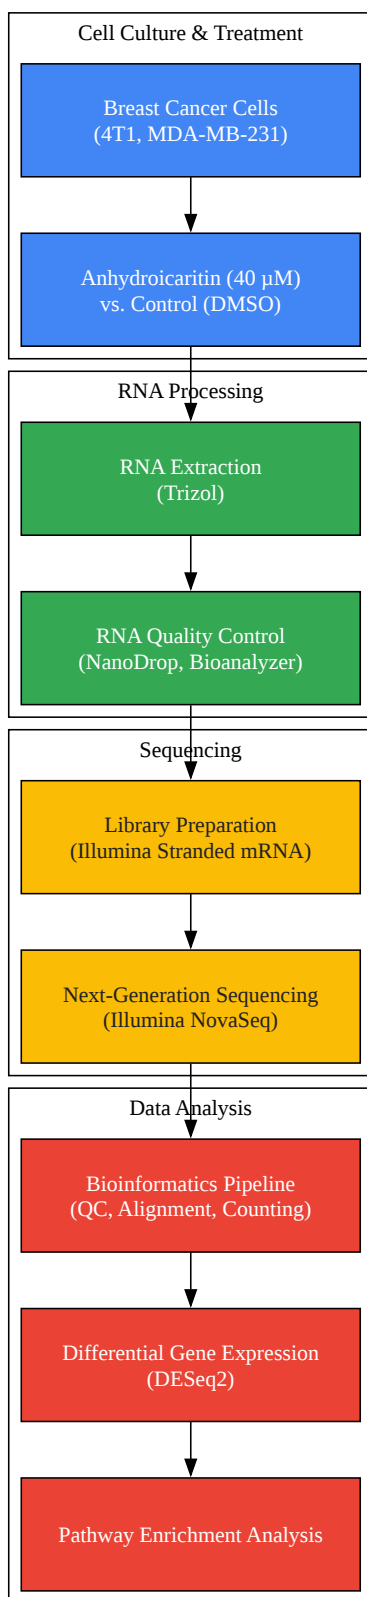 Cell Culture & Treatment
Breast Cancer Cells
(4T1, MDA-MB-231)
Anhydroicaritin (40 µM)
vs. Control (DMSO)
RNA Processing
RNA Extraction
(Trizol)
RNA Quality Control
(NanoDrop, Bioanalyzer)
Sequencing
Library Preparation
(Illumina Stranded mRNA)
Next-Generation Sequencing
(Illumina NovaSeq)
Data Analysis
Bioinformatics Pipeline
(QC, Alignment, Counting)
Differential Gene Expression
(DESeq2)
Pathway Enrichment Analysis